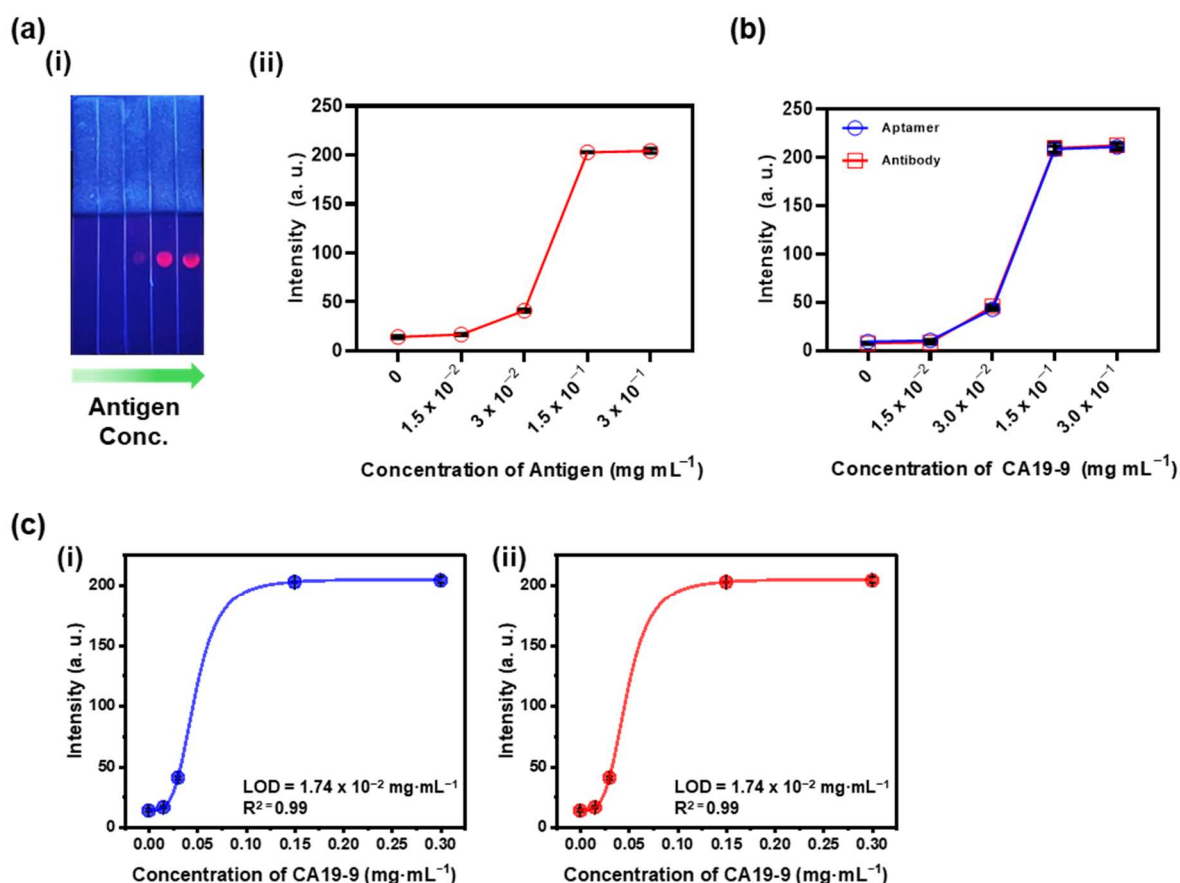 (a)
(i)
Antigen
Conc.
(ii)
250
200
150
100
50
0
Intensity (a. u.)
0
1.5 x 10⁻²
3 x 10⁻²
1.5 x 10⁻¹
3 x 10⁻¹
Concentration of Antigen (mg mL⁻¹)
(b)
250
200
150
100
50
0
Intensity (a. u.)
Aptamer
Antibody
0
1.5 x 10⁻²
3.0 x 10⁻²
1.5 x 10⁻¹
3.0 x 10⁻¹
Concentration of CA19-9 (mg mL⁻¹)
(c)
(i)
200
150
100
50
0
Intensity (a. u.)
LOD = 1.74 x 10⁻² mg·mL⁻¹
R² = 0.99
0.00 0.05 0.10 0.15 0.20 0.25 0.30
Concentration of CA19-9 (mg·mL⁻¹)
(ii)
200
150
100
50
0
Intensity (a. u.)
LOD = 1.74 x 10⁻² mg·mL⁻¹
R² = 0.99
0.00 0.05 0.10 0.15 0.20 0.25 0.30
Concentration of CA19-9 (mg·mL⁻¹)